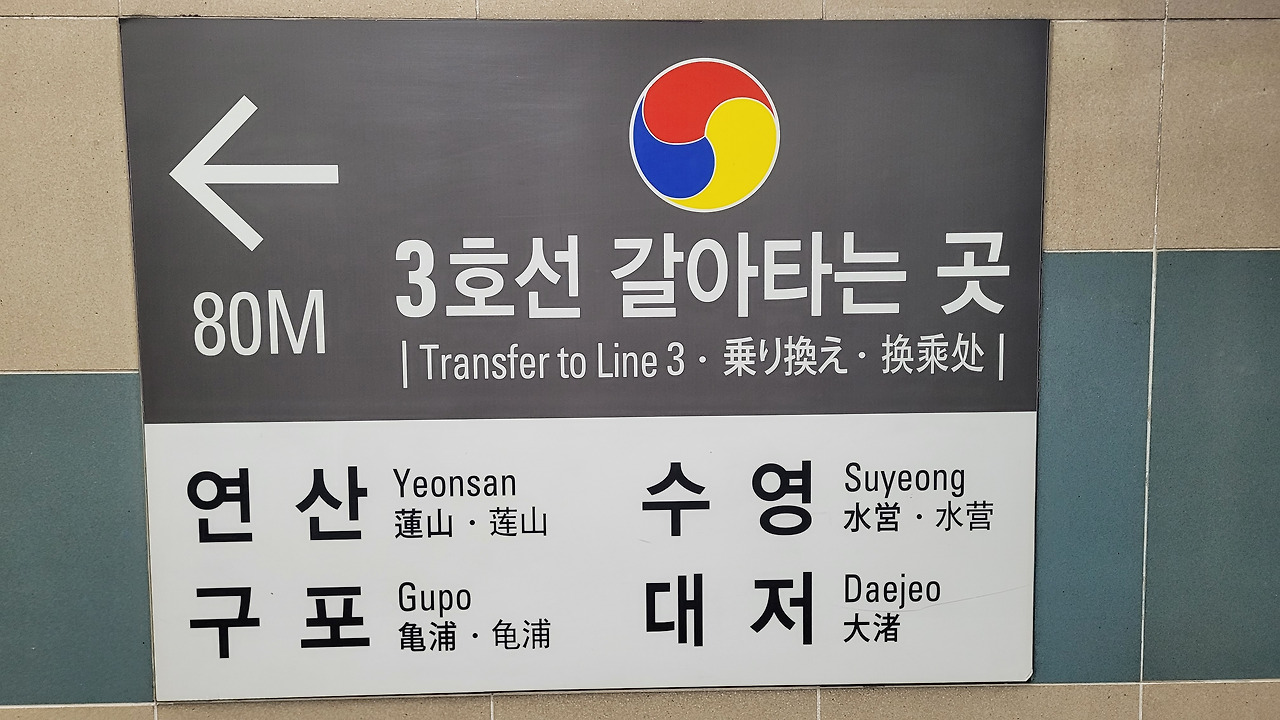 80M
3호선 갈아타는 곳
| Transfer to Line 3 · 乗り換え · 换乘处 |
연 산 Yeonsan
蓮山 · 莲山
수 영 Suyeong
水営 · 水营
구 포 Gupo
亀浦 · 龟浦
대 저 Daejeo
大渚